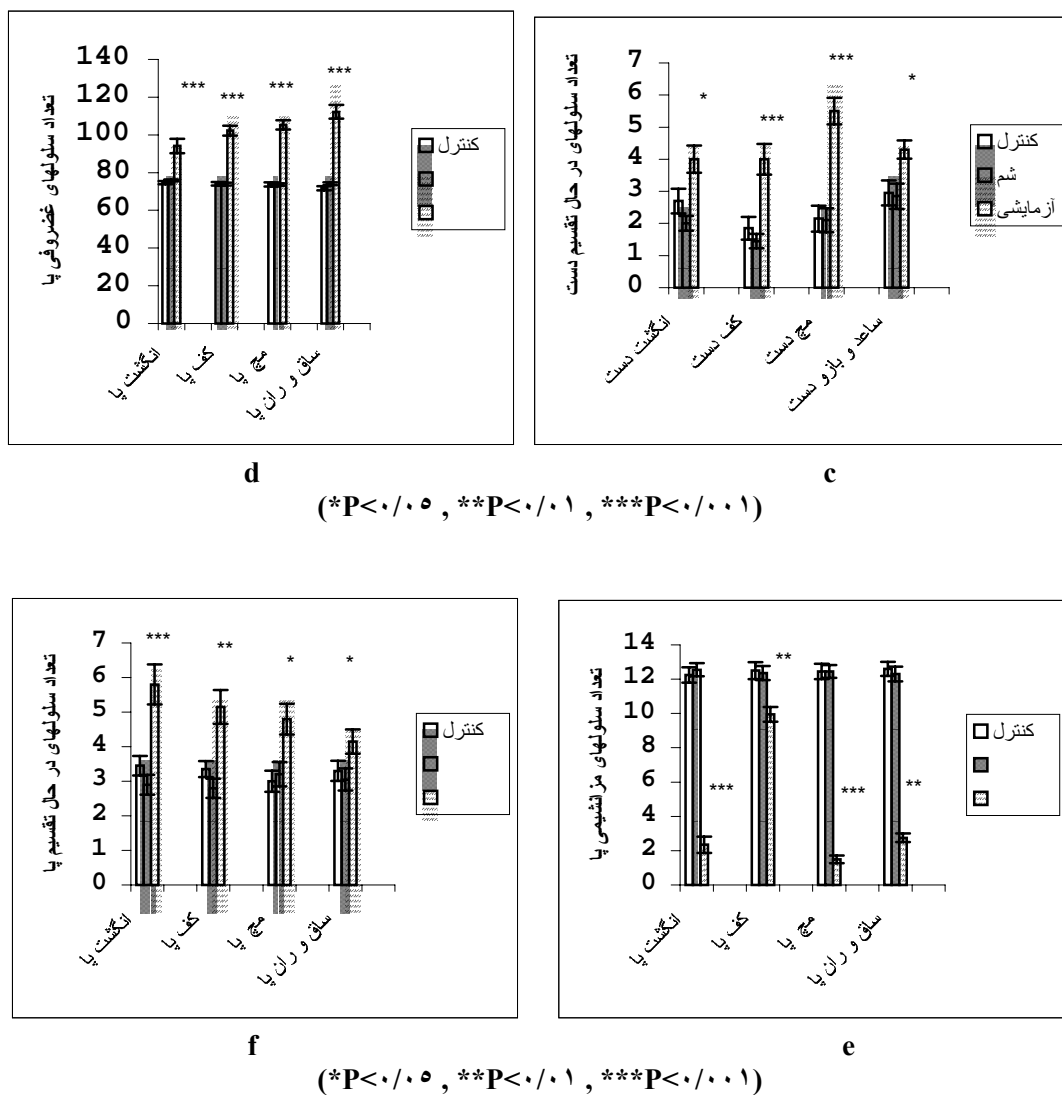 تعداد سلولهای غضروفی پا
140
120
100
80
60
40
20
0
***
***
***
***
انگشت پا
کف پا
مچ پا
ساق و ران پا
کنترل
d
تعداد سلولهای در حال تقسیم دست
7
6
5
4
3
2
1
0
*
***
***
*
انگشت دست
کف دست
مچ دست
ساعد و بازو دست
کنترل
شم
آزمایشی
c
(*P<۰/۰۵ , **P<۰/۰۱ , ***P<۰/۰۰۱)
تعداد سلولهای در حال تقسیم پا
7
6
5
4
3
2
1
0
***
**
*
*
انگشت پا
کف پا
مچ پا
ساق و ران پا
کنترل
f
تعداد سلولهای مزانشیمی پا
14
12
10
8
6
4
2
0
***
**
***
**
انگشت پا
کف پا
مچ پا
ساق و ران پا
کنترل
e
(*P<۰/۰۵ , **P<۰/۰۱ , ***P<۰/۰۰۱)